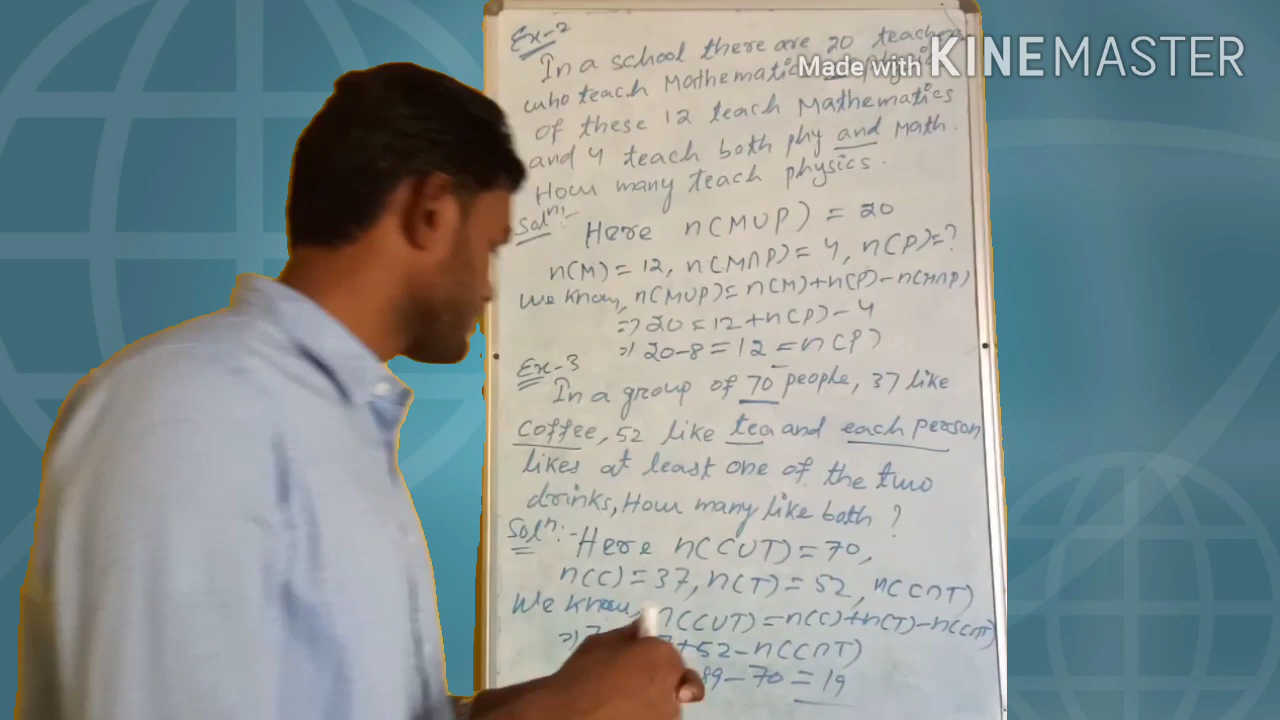 Ex-2
In a school there are 20 teachers
who teach Mathematics
of these 12 teach Mathematics
and 4 teach both phy and Math.
How many teach physics.
Solⁿ:- Here n(M∪P) = 20
n(M) = 12, n(M∩P) = 4, n(P)=?
We know, n(M∪P) = n(M)+n(P)-n(M∩P)
=> 20 = 12 + n(P) - 4
=> 20-8 = 12 = n(P)
Ex-3
In a group of 70 people, 37 like
coffee, 52 like tea and each person
likes at least one of the two
drinks, How many like both ?
Solⁿ:- Here n(C∪T) = 70,
n(C) = 37, n(T) = 52, n(C∩T)
We know, n(C∪T) = n(C)+n(T)-n(C∩T)
=> 7 +52-n(C∩T)
89-70 = 19
Made with KINEMASTER